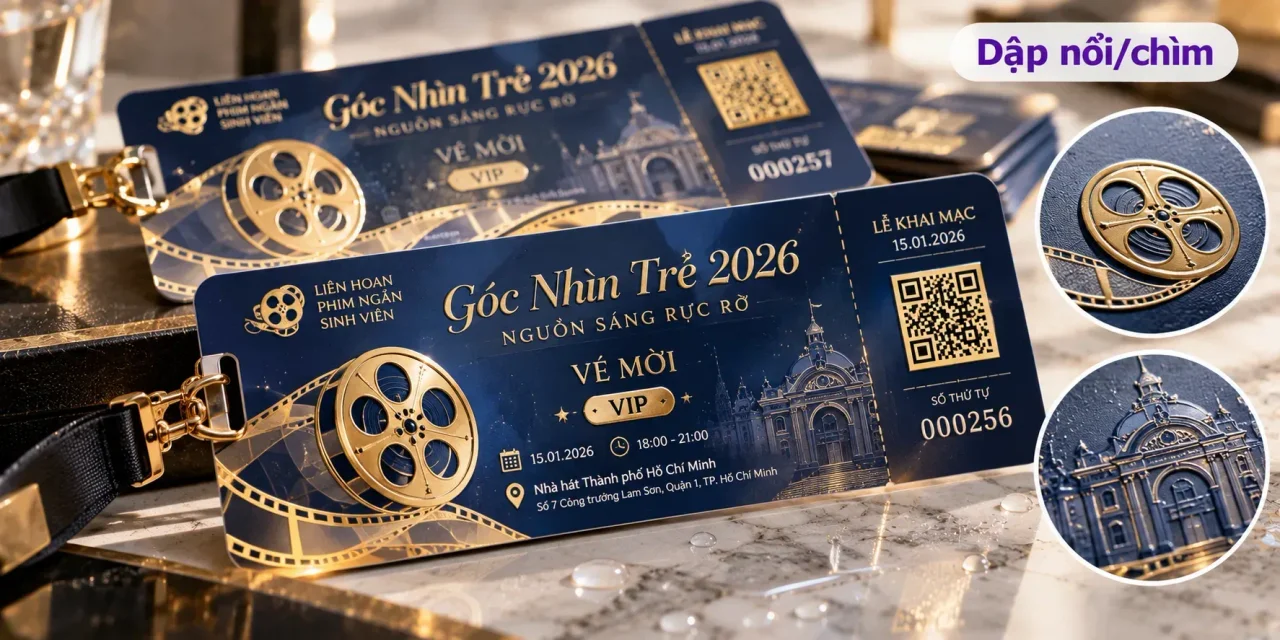 Dập nổi/chìm
LIÊN HOAN
PHIM NGẮN
SINH VIÊN
Góc Nhìn Trẻ 2026
NGUỒN SÁNG RỰC RỠ
VÉ MỜI
VIP
LỄ KHAI MẠC
15.01.2026
SỐ THỨ TỰ
000257
LIÊN HOAN
PHIM NGẮN
SINH VIÊN
Góc Nhìn Trẻ 2026
NGUỒN SÁNG RỰC RỠ
VÉ MỜI
VIP
15.01.2026
18:00 - 21:00
Nhà hát Thành phố Hồ Chí Minh
Số 7 Công trường Lam Sơn, Quận 1, TP. Hồ Chí Minh
LỄ KHAI MẠC
15.01.2026
SỐ THỨ TỰ
000256